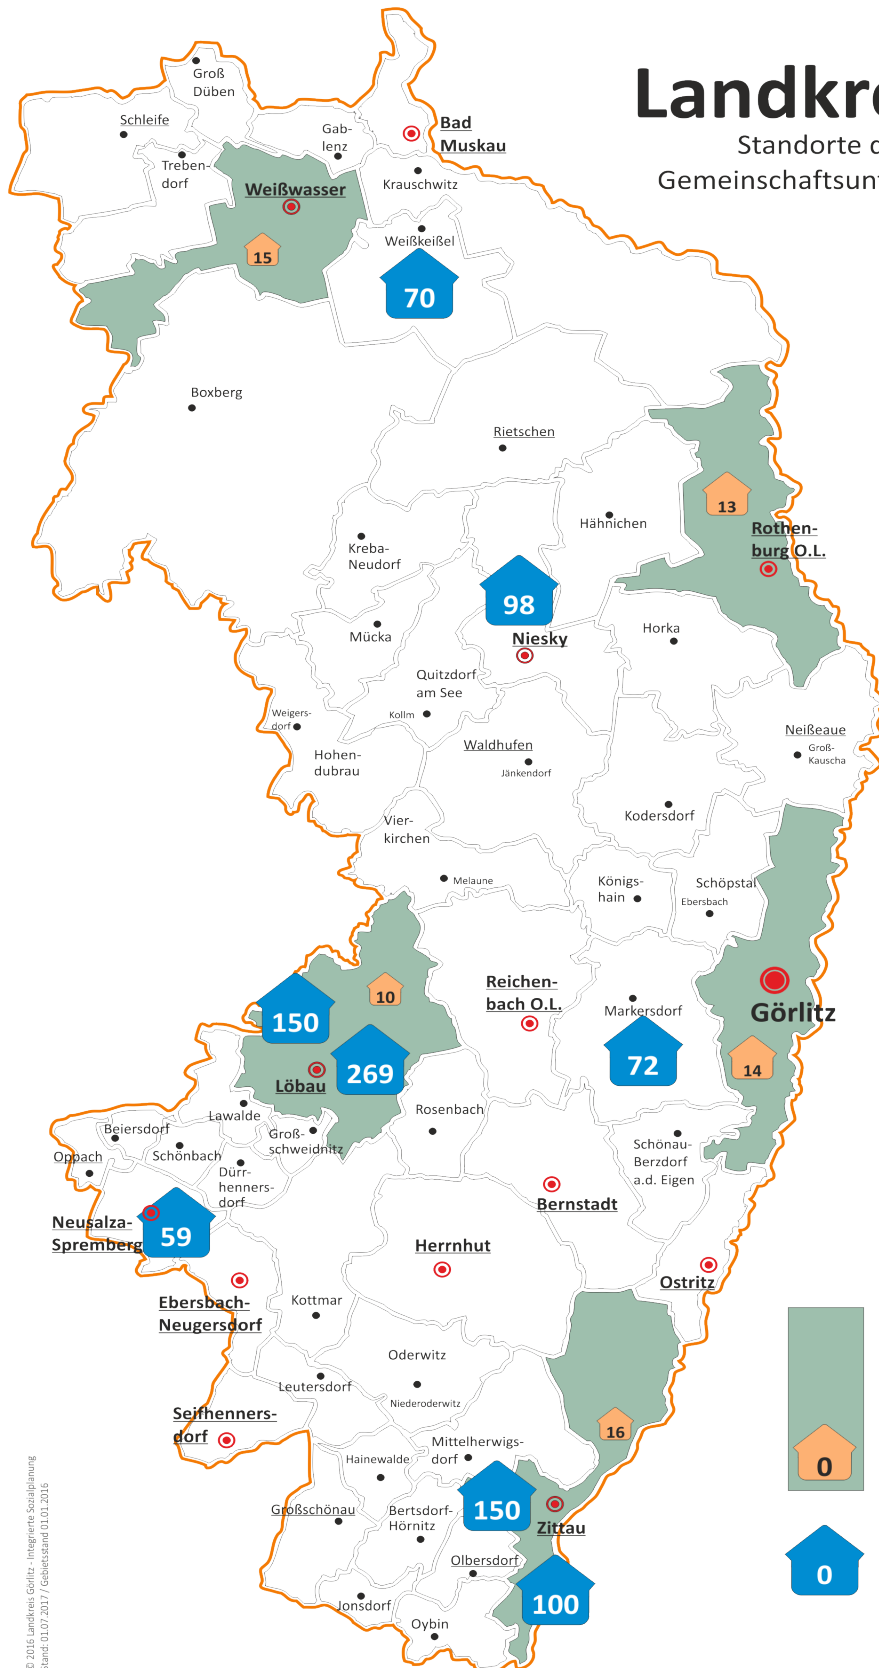 Landkre
Standorte d
Gemeinschaftsunt
Groß
Düben
Schleife
Gab-
lenz
Bad
Muskau
Treben-
dorf
Krauschwitz
Weißwasser
Weißkeißel
15
70
Boxberg
Rietschen
13
Hähnichen
Rothen-
burg O.L.
Kreba-
Neudorf
98
Mücka
Niesky
Horka
Quitzdorf
am See
Kollm
Weigers-
dorf
Hohen-
dubrau
Waldhufen
Jänkendorf
Neißeaue
Groß-
Kauscha
Kodersdorf
Vier-
kirchen
Melaune
Königs-
hain
Schöpstal
Ebersbach
10
Reichen-
bach O.L.
150
Markersdorf
Görlitz
72
14
269
Löbau
Lawalde
Rosenbach
Beiersdorf
Schönbach
Groß-
schweidnitz
Oppach
Dürr-
henners-
dorf
Schönau-
Berzdorf
a.d. Eigen
Bernstadt
Neusalza-
Spremberg
59
Herrnhut
Ostritz
Ebersbach-
Neugersdorf
Kottmar
Oderwitz
Niederoderwitz
Leutersdorf
Seifhenners-
dorf
16
Mittelherwigs-
dorf
Hainewalde
0
Großschönau
Bertsdorf-
Hörnitz
150
Zittau
Olbersdorf
0
100
Jonsdorf
Oybin
© 2016 Landkreis Görlitz - Integrierte Sozialplanung
Stand: 01.07.2017 / Gebietsstand 01.01.2016